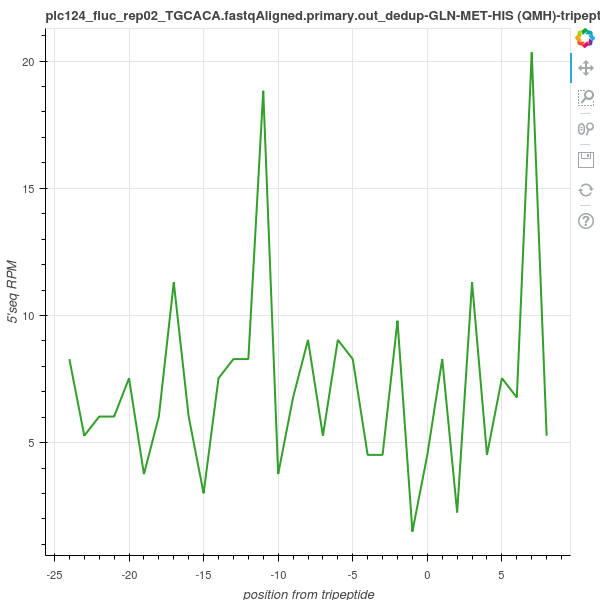 plc124_fluc_rep02_TGCACA.fastqAligned.primary.out_dedup-GLN-MET-HIS (QMH)-tripept
20
15
10
5
5'seq RPM
-25 -20 -15 -10 -5 0 5
position from tripeptide